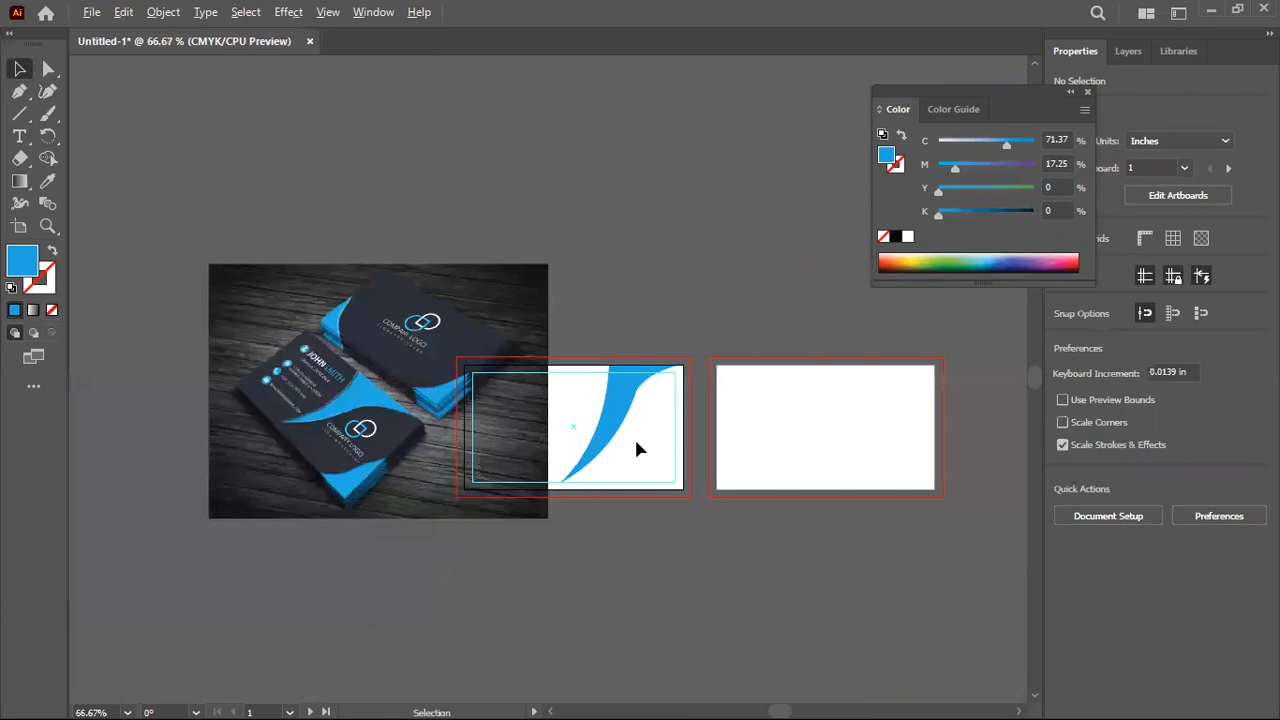 Ai
File Edit Object Type Select Effect View Window Help
Untitled-1* @ 66.67 % (CMYK/CPU Preview)
Properties Layers Libraries
No Selection
Color Color Guide
C 71.37 %
M 17.25 %
Y 0 %
K 0 %
Units: Inches
1
Edit Artboards
Snap Options
Preferences
Keyboard Increment: 0.0139 in
Use Preview Bounds
Scale Corners
Scale Strokes & Effects
Quick Actions
Document Setup Preferences
COMPANY LOGO
JOHN SMITH
COMPANY LOGO
66.67% 0° 1 Selection